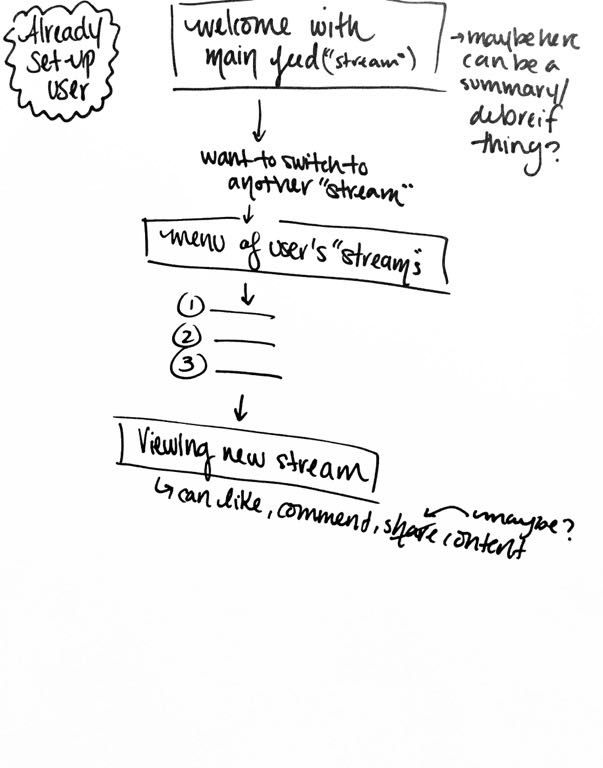 Already
set-up
user
welcome with
main feed ("stream")
→ maybe here
can be a
summary/
debreif
thing?
want to switch to
another "stream"
menu of user's "streams"
1
2
3
Viewing new stream
↳ can like, commend, share content
maybe?